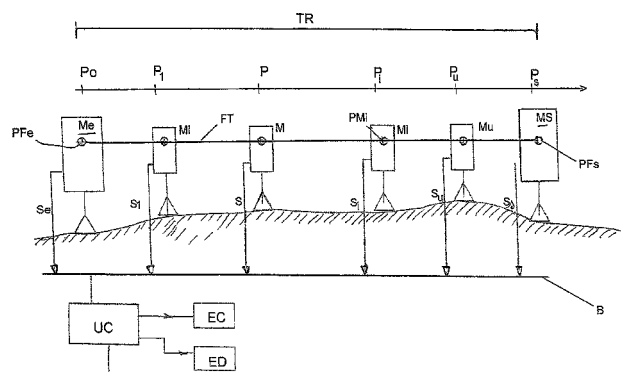 TR
Po P1 P Pi Pu Ps
Me MI M PMi MI Mu MS
PFe FT PFs
Se S1 S Si Su Ss
B
UC EC
ED